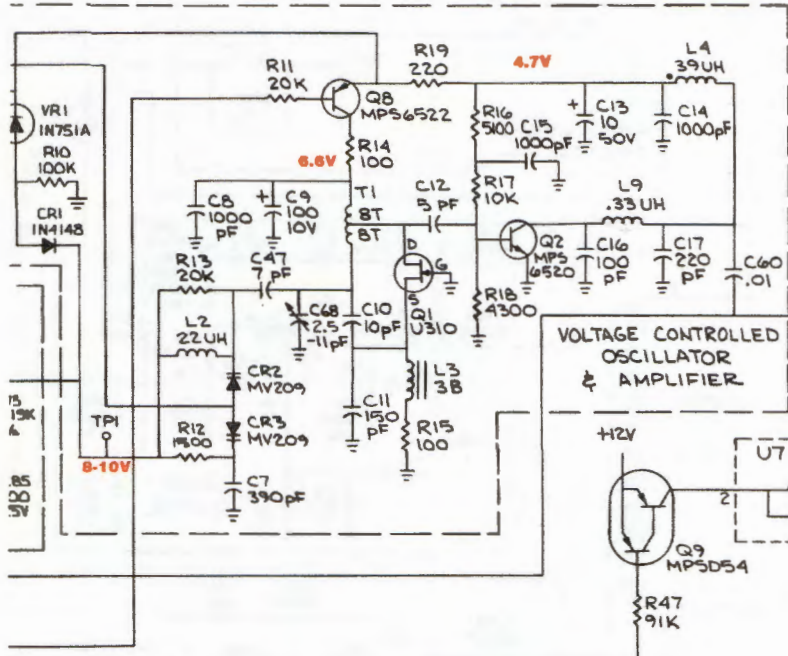 VR1
1N751A
R10
100K
CR1
1N4148
R11
20K
Q8
MPS6522
R19
220
4.7V
L4
39UH
R16
5100
C15
1000pF
C13
10
50V
C14
1000pF
R14
100
6.6V
T1
8T
8T
C8
1000
pF
C9
100
10V
C12
5 pF
R17
10K
L9
.33UH
Q2
MPS
6520
C16
100
pF
C17
220
pF
C60
.01
R18
4300
R13
20K
C47
7 pF
L2
22UH
C68
2.5
-11pF
C10
10pF
D
G
S
Q1
U310
CR2
MV209
CR3
MV209
R12
C7
390pF
C11
150
pF
L3
3B
R15
100
TP1
8-10V
VOLTAGE CONTROLLED
OSCILLATOR
& AMPLIFIER
+12V
2
U7
Q9
MPSD54
R47
91K